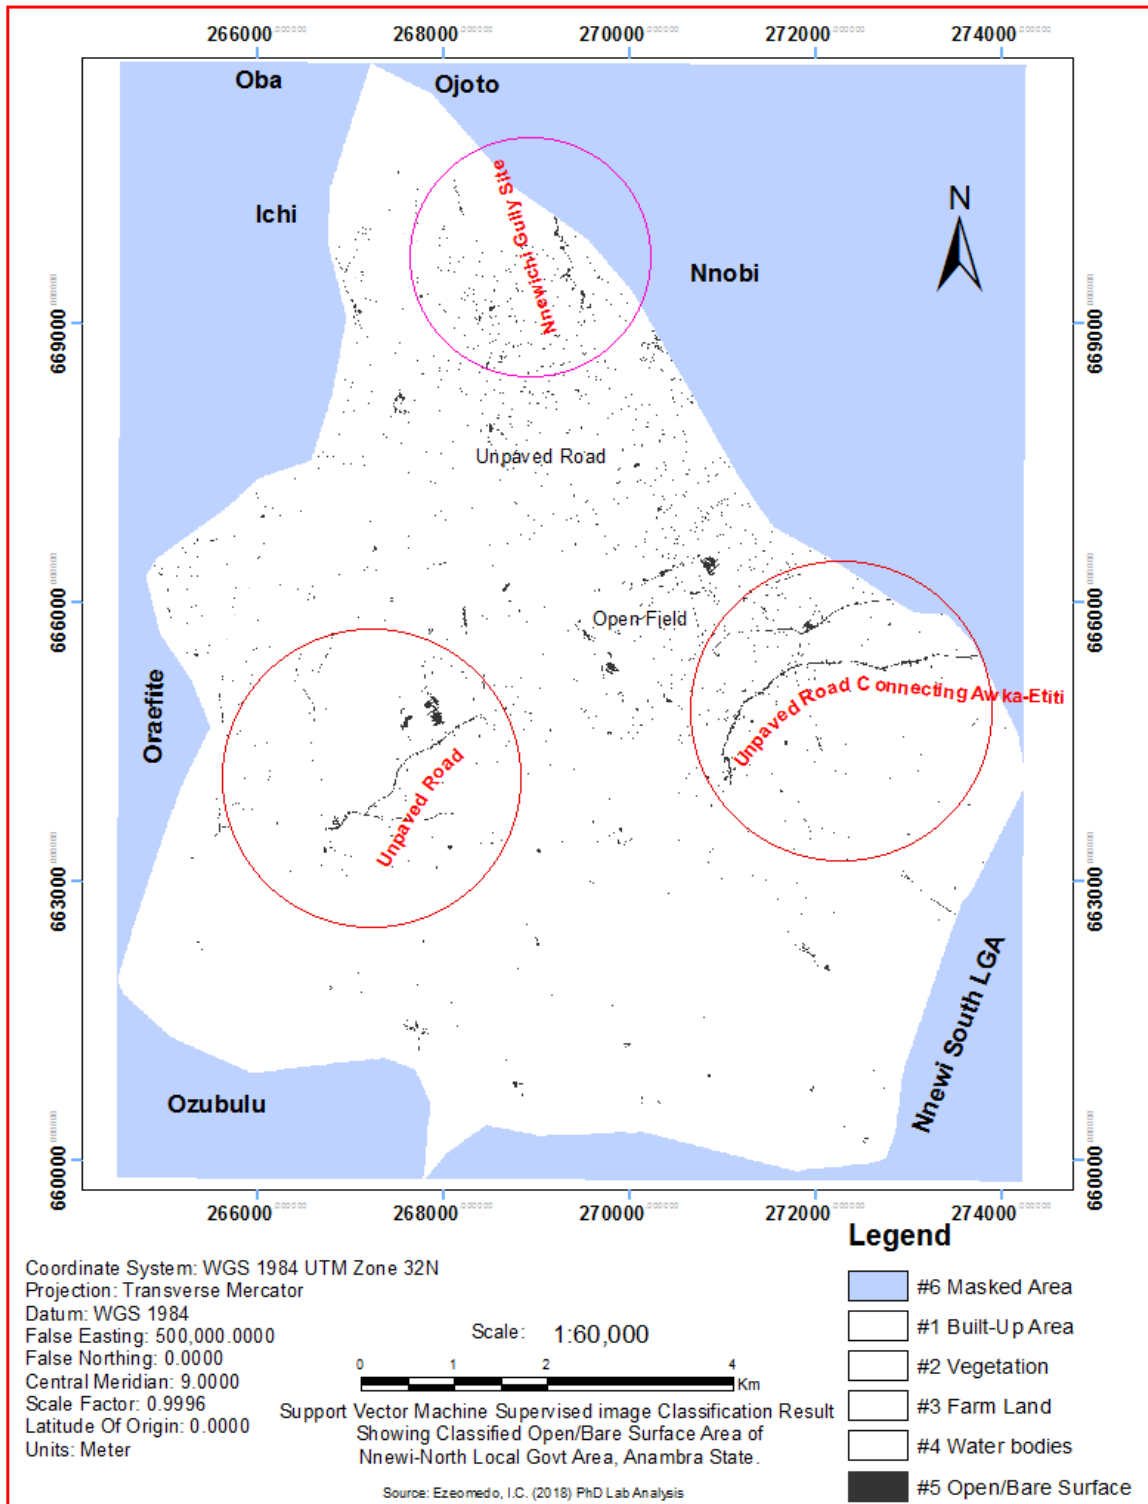 266000 268000 270000 272000 274000
Oba
Ojoto
Nnewichi Gully Site
Ichi
N
Nnobi
669000
669000
Unpaved Road
666000
666000
Open Field
Oraefite
Unpaved Road
Unpaved Road Connecting Awka-Etiti
663000
663000
Nnewi South LGA
Ozubulu
660000
660000
266000 268000 270000 272000 274000
Legend
#6 Masked Area
#1 Built-Up Area
#2 Vegetation
#3 Farm Land
#4 Water bodies
#5 Open/Bare Surface
Coordinate System: WGS 1984 UTM Zone 32N
Projection: Transverse Mercator
Datum: WGS 1984
False Easting: 500,000.0000
False Northing: 0.0000
Central Meridian: 9.0000
Scale Factor: 0.9996
Latitude Of Origin: 0.0000
Units: Meter
Scale: 1:60,000
0 1 2 4
Km
Support Vector Machine Supervised image Classification Result
Showing Classified Open/Bare Surface Area of
Nnewi-North Local Govt Area, Anambra State.
Source: Ezeomedo, I.C. (2018) PhD Lab Analysis